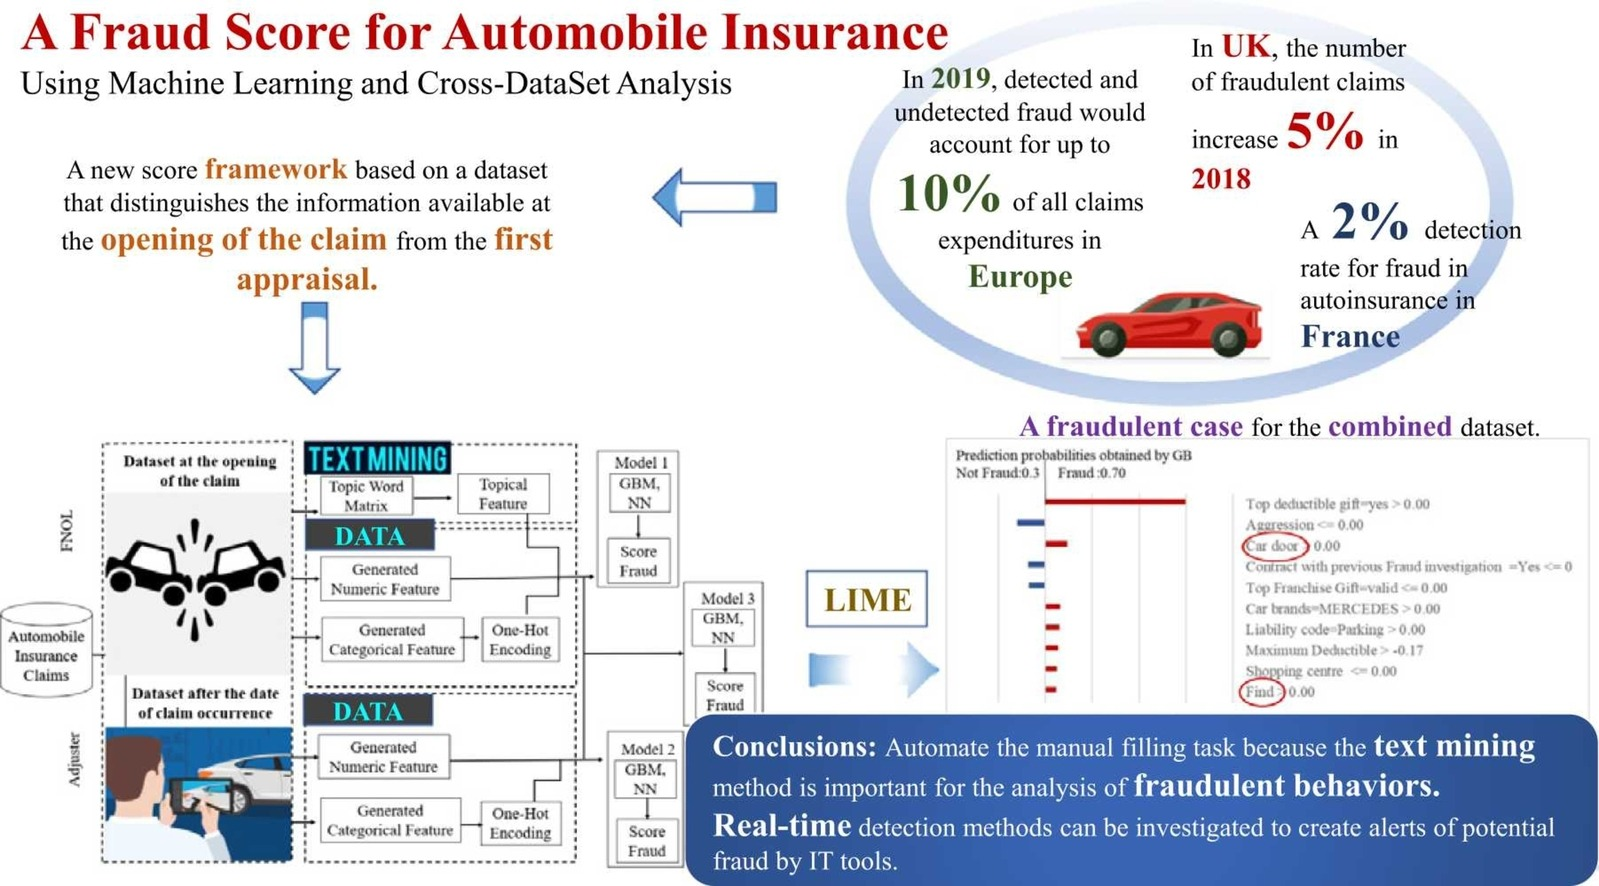 A Fraud Score for Automobile Insurance
Using Machine Learning and Cross-DataSet Analysis
In 2019, detected and
undetected fraud would
account for up to
10% of all claims
expenditures in
Europe
In UK, the number
of fraudulent claims
increase 5% in
2018
A 2% detection
rate for fraud in
autoinsurance in
France
A new score framework based on a dataset
that distinguishes the information available at
the opening of the claim from the first
appraisal.
Automobile
Insurance
Claims
FNOL
Dataset at the opening
of the claim
Adjuster
Dataset after the date
of claim occurrence
TEXT MINING
Topic Word
Matrix
Topical
Feature
DATA
Generated
Numeric Feature
Generated
Categorical Feature
One-Hot
Encoding
DATA
Generated
Numeric Feature
Generated
Categorical Feature
One-Hot
Encoding
Model 1
GBM,
NN
Score
Fraud
Model 3
GBM,
NN
Score
Fraud
Model 2
GBM,
NN
Score
Fraud
LIME
A fraudulent case for the combined dataset.
Prediction probabilities obtained by GB
Not Fraud:0.3 Fraud :0.70
Top deductible gift=yes > 0.00
Aggression <= 0.00
Car door > 0.00
Contract with previous Fraud investigation =Yes <= 0
Top Franchise Gift=valid <= 0.00
Car brands=MERCEDES > 0.00
Liability code=Parking > 0.00
Maximum Deductible > -0.17
Shopping centre <= 0.00
Find > 0.00
Conclusions: Automate the manual filling task because the text mining
method is important for the analysis of fraudulent behaviors.
Real-time detection methods can be investigated to create alerts of potential
fraud by IT tools.